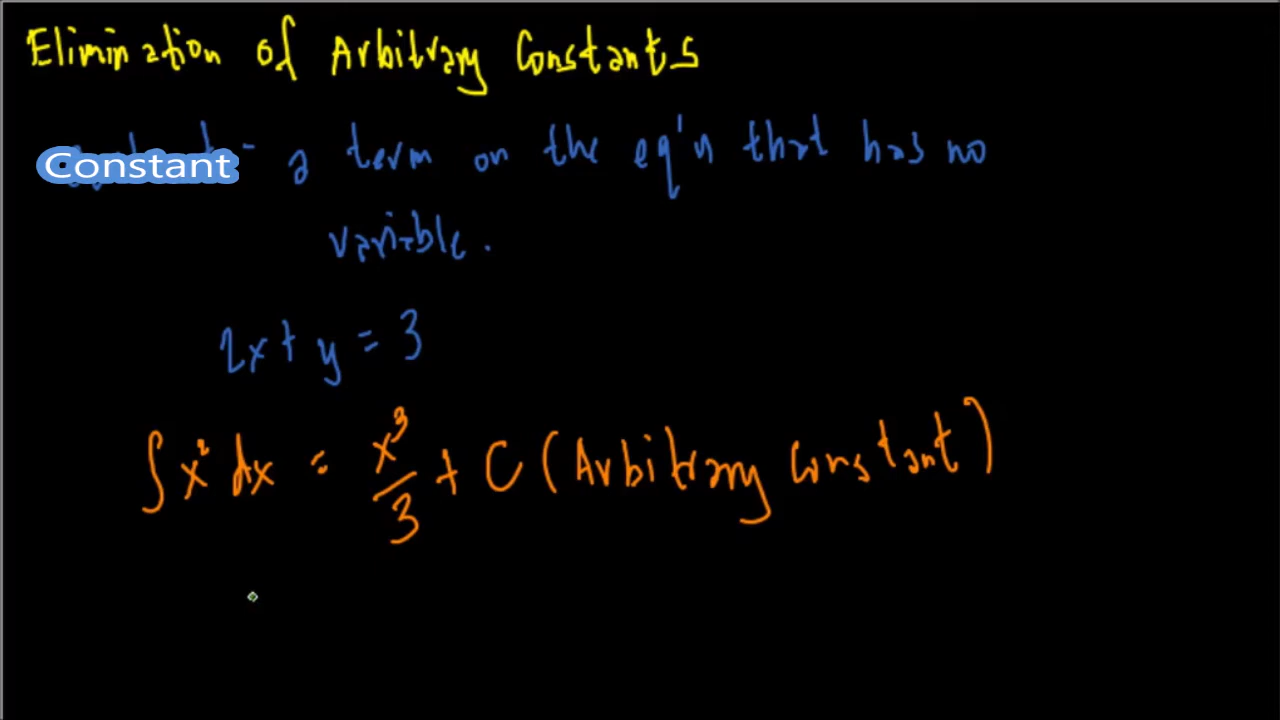 Elimination of Arbitrary Constants
Constant - a term on the eq'n that has no
variable.
2x + y = 3
∫x² dx = x³/3 + C (Arbitrary Constant)